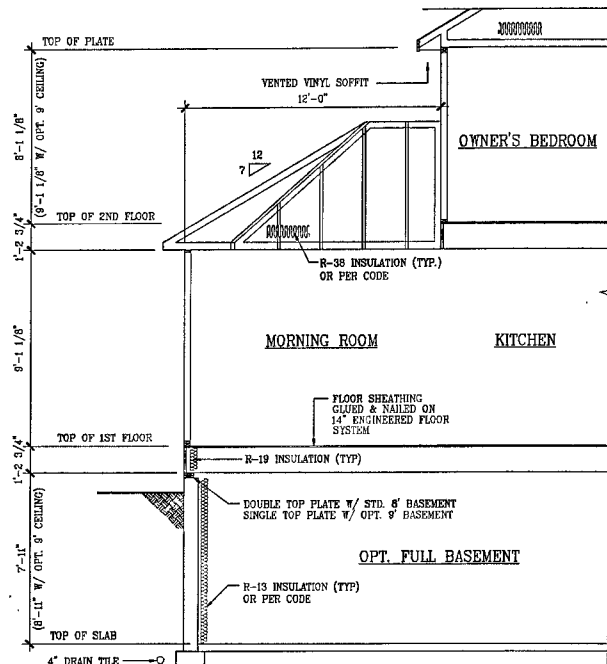 TOP OF PLATE
VENTED VINYL SOFFIT
12'-0"
OWNER'S BEDROOM
8'-1 1/8"
(9'-1 1/8" W/ OPT. 9' CEILING)
12
7
TOP OF 2ND FLOOR
1'-2 3/4"
R-38 INSULATION (TYP.)
OR PER CODE
MORNING ROOM
KITCHEN
9'-1 1/8"
FLOOR SHEATHING
GLUED & NAILED ON
14" ENGINEERED FLOOR
SYSTEM
TOP OF 1ST FLOOR
1'-2 3/4"
R-19 INSULATION (TYP)
DOUBLE TOP PLATE W/ STD. 8' BASEMENT
SINGLE TOP PLATE W/ OPT. 9' BASEMENT
OPT. FULL BASEMENT
7'-11"
(8'-11" W/ OPT. 9' CEILING)
R-13 INSULATION (TYP)
OR PER CODE
TOP OF SLAB
4" DRAIN TILE